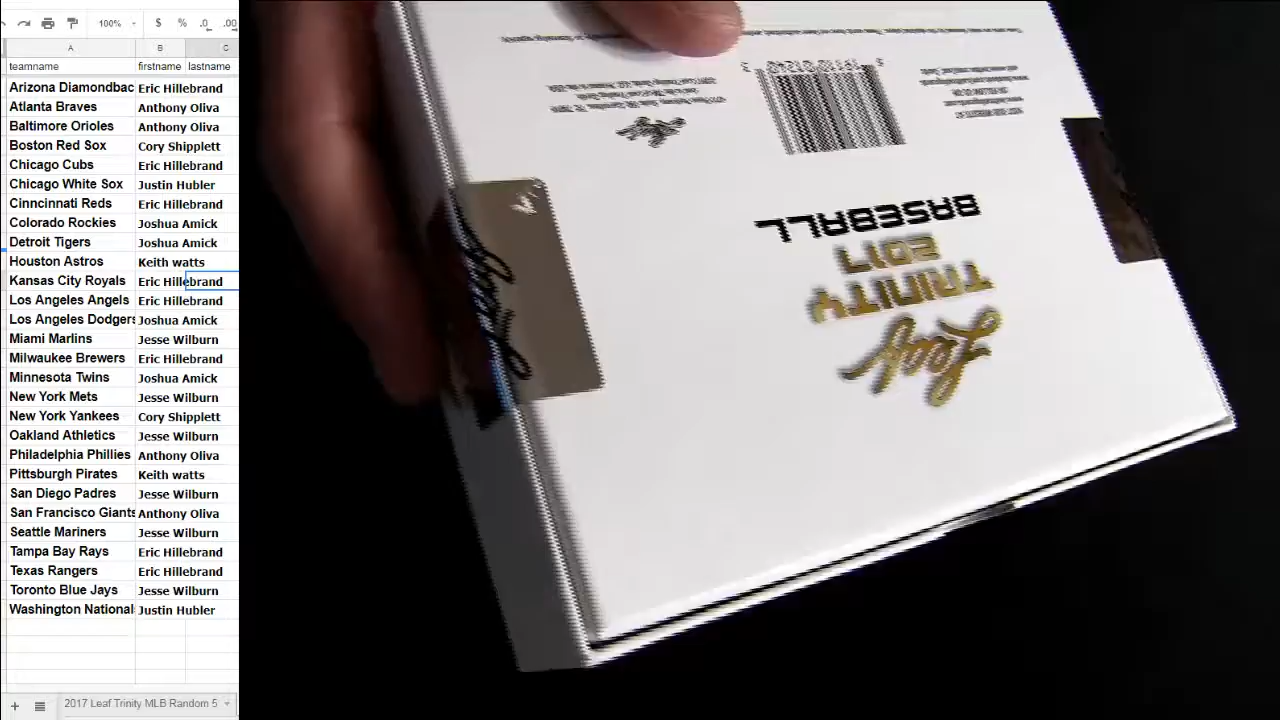 100%
$ % .0 .00
A B C
teamname firstname lastname
Arizona Diamondbac Eric Hillebrand
Atlanta Braves Anthony Oliva
Baltimore Orioles Anthony Oliva
Boston Red Sox Cory Shipplett
Chicago Cubs Eric Hillebrand
Chicago White Sox Justin Hubler
Cinncinnati Reds Eric Hillebrand
Colorado Rockies Joshua Amick
Detroit Tigers Joshua Amick
Houston Astros Keith watts
Kansas City Royals Eric Hillebrand
Los Angeles Angels Eric Hillebrand
Los Angeles Dodgers Joshua Amick
Miami Marlins Jesse Wilburn
Milwaukee Brewers Eric Hillebrand
Minnesota Twins Joshua Amick
New York Mets Jesse Wilburn
New York Yankees Cory Shipplett
Oakland Athletics Jesse Wilburn
Philadelphia Phillies Anthony Oliva
Pittsburgh Pirates Keith watts
San Diego Padres Jesse Wilburn
San Francisco Giants Anthony Oliva
Seattle Mariners Jesse Wilburn
Tampa Bay Rays Eric Hillebrand
Texas Rangers Eric Hillebrand
Toronto Blue Jays Jesse Wilburn
Washington National Justin Hubler
2017 Leaf Trinity MLB Random 5
Leaf
TRINITY
2017
BASEBALL
Leaf
Leaf